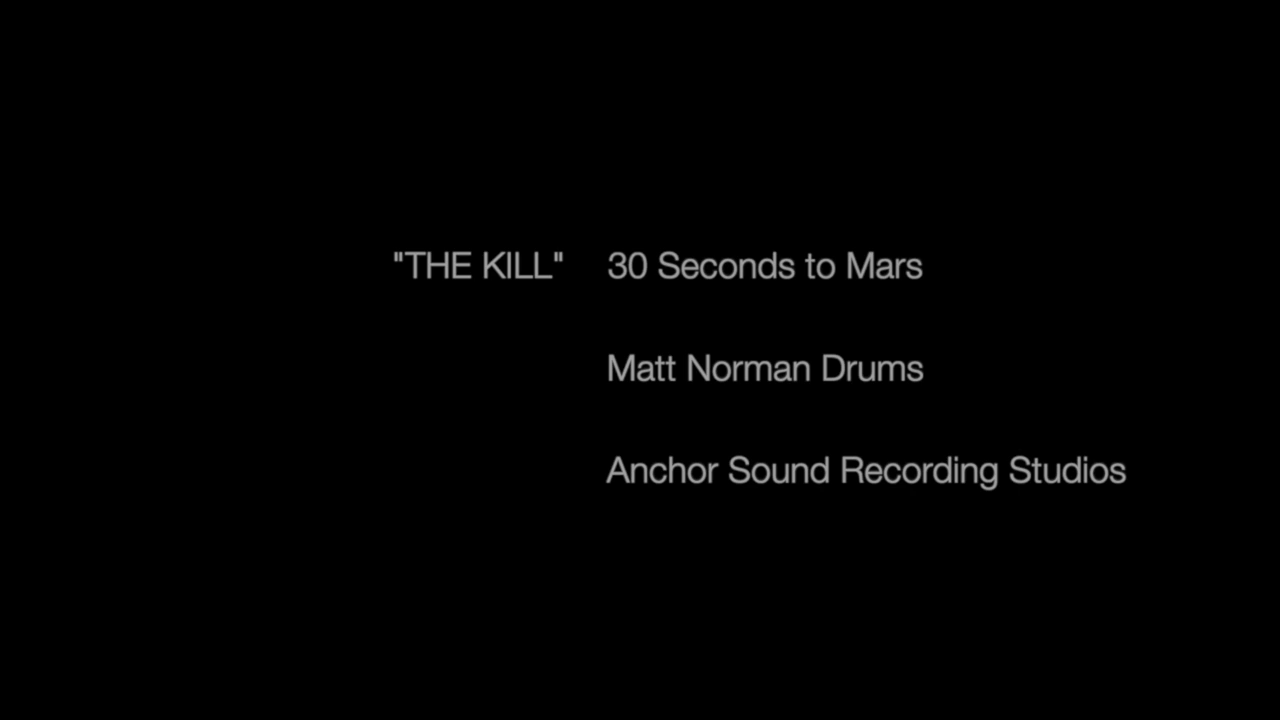 "THE KILL" 30 Seconds to Mars
Matt Norman Drums
Anchor Sound Recording Studios